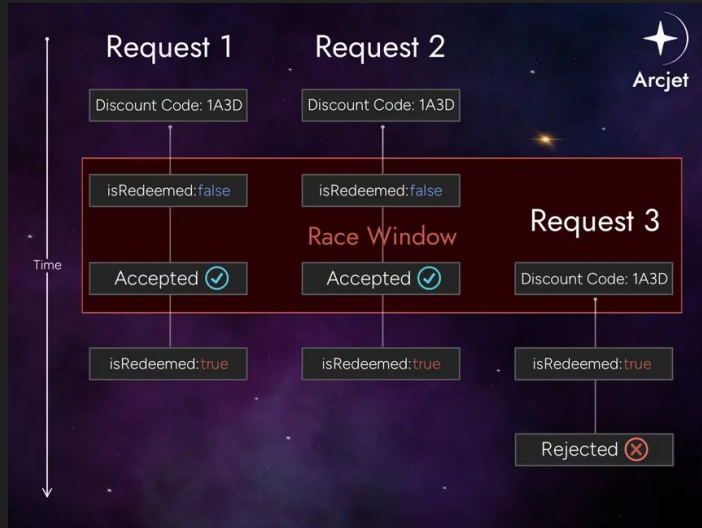 Request 1
Request 2
Arcjet
Discount Code: 1A3D
Discount Code: 1A3D
isRedeemed:false
isRedeemed:false
Race Window
Request 3
Time
Accepted
Accepted
Discount Code: 1A3D
isRedeemed:true
isRedeemed:true
isRedeemed:true
Rejected